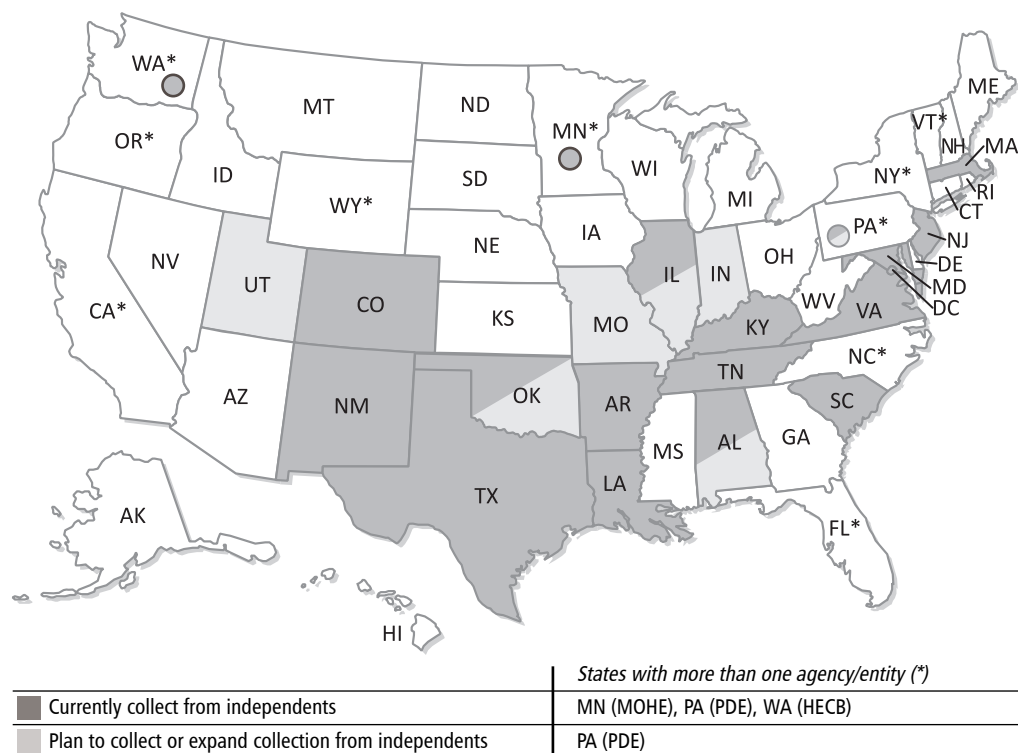 WA*
MT
ND
MN*
ME
VT*
NH
MA
OR*
ID
SD
WI
MI
NY*
RI
CT
WY*
PA*
NJ
NE
IA
OH
DE
NV
UT
IL
IN
MD
DC
CO
WV
VA
CA*
KS
MO
KY
NC*
TN
AZ
NM
OK
AR
SC
MS
AL
GA
TX
LA
AK
FL*
HI
States with more than one agency/entity (*)
Currently collect from independents MN (MOHE), PA (PDE), WA (HECB)
Plan to collect or expand collection from independents PA (PDE)